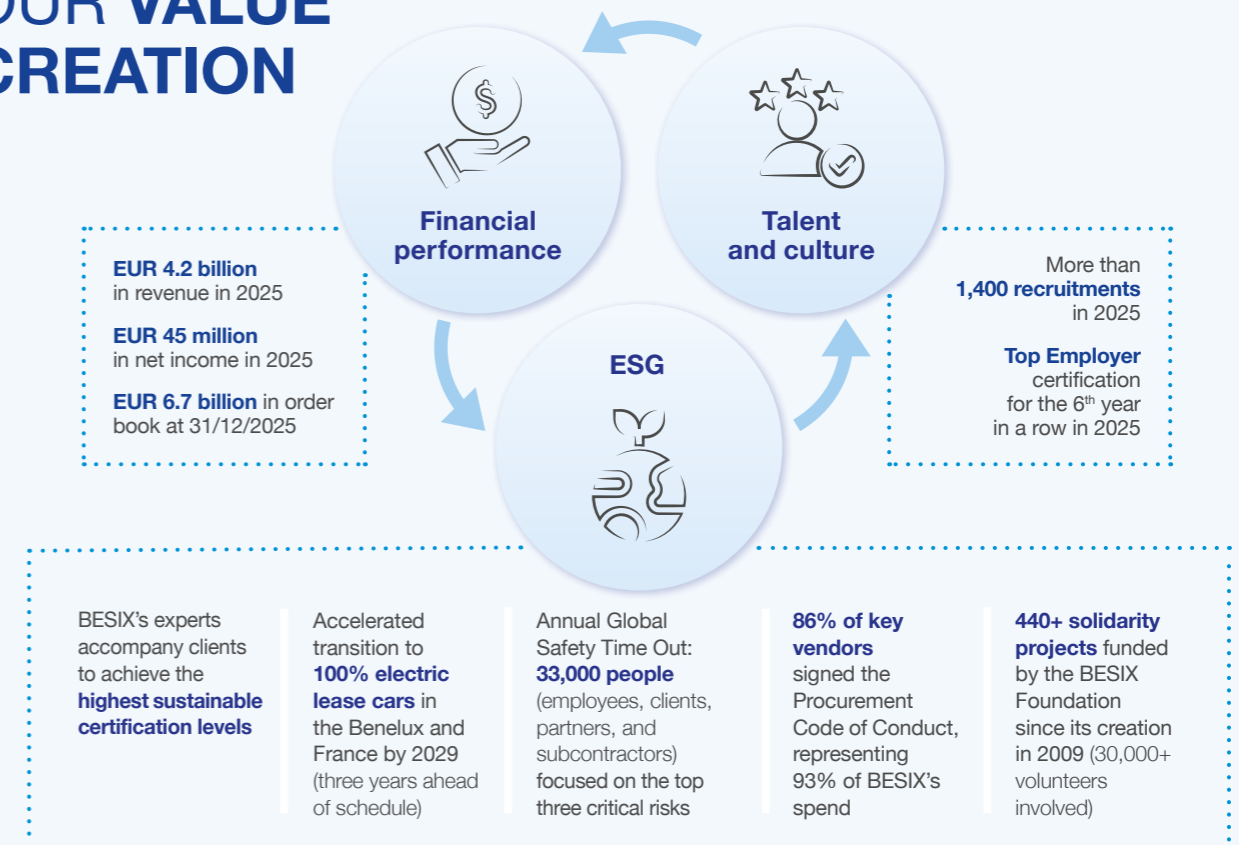 OUR VALUE
CREATION
Financial
performance
Talent
and culture
EUR 4.2 billion
in revenue in 2025
EUR 45 million
in net income in 2025
EUR 6.7 billion in order
book at 31/12/2025
More than
1,400 recruitments
in 2025
Top Employer
certification
for the 6th year
in a row in 2025
ESG
BESIX’s experts
accompany clients
to achieve the
highest sustainable
certification levels
Accelerated
transition to
100% electric
lease cars in
the Benelux and
France by 2029
(three years ahead
of schedule)
Annual Global
Safety Time Out:
33,000 people
(employees, clients,
partners, and
subcontractors)
focused on the top
three critical risks
86% of key
vendors
signed the
Procurement
Code of Conduct,
representing
93% of BESIX’s
spend
440+ solidarity
projects funded
by the BESIX
Foundation
since its creation
in 2009 (30,000+
volunteers
involved)